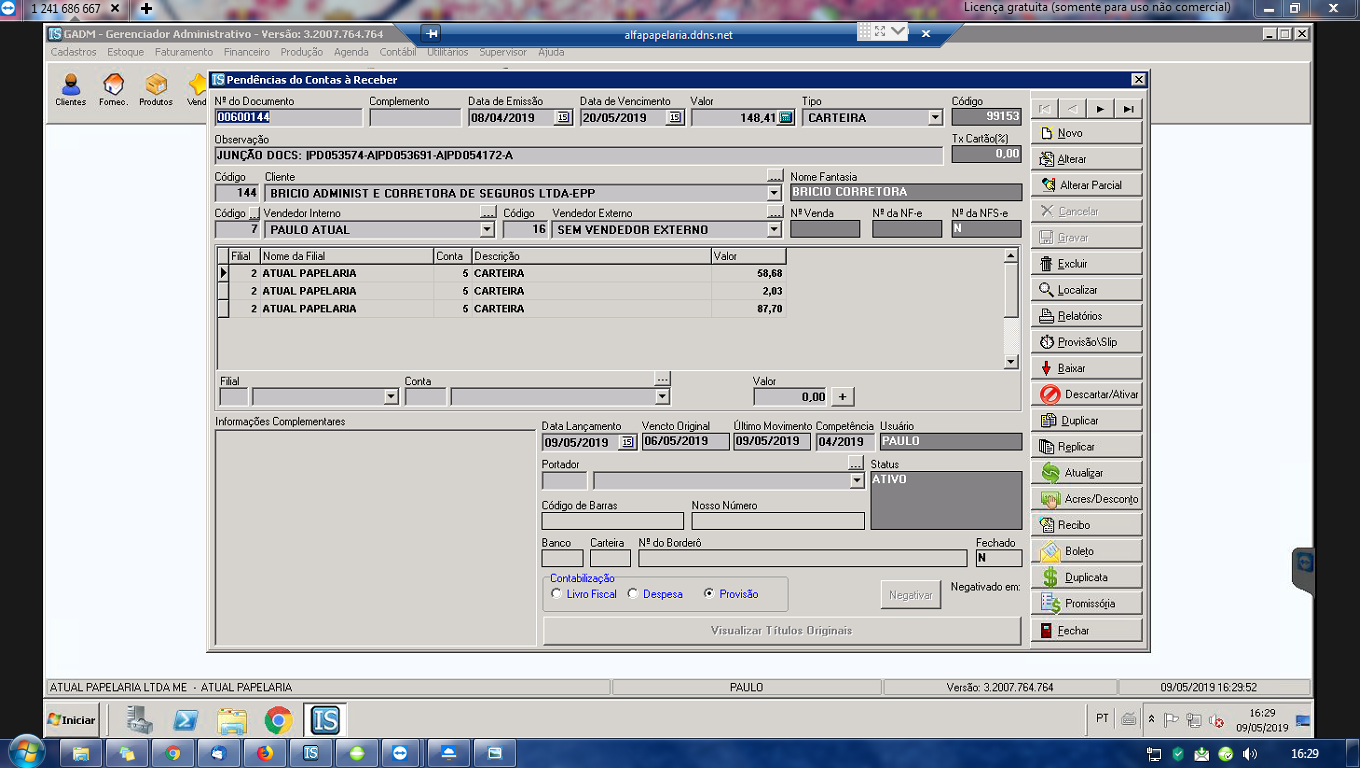 1 241 686 667
Licença gratuita (somente para uso não comercial)
IS GADM - Gerenciador Administrativo - Versão: 3.2007.764.764
alfapapelaria.ddns.net
Cadastros Estoque Faturamento Financeiro Produção Agenda Contábil Utilitários Supervisor Ajuda
Clientes Fornec. Produtos Vend
IS Pendências do Contas à Receber
Nº do Documento Complemento Data de Emissão Data de Vencimento Valor Tipo Código
00600144 08/04/2019 15 20/05/2019 15 148,41 CARTEIRA 99153
Observação Tx Cartão(%)
JUNÇÃO DOCS: |PD053574-A|PD053691-A|PD054172-A 0,00
Código Cliente ... Nome Fantasia
144 BRICIO ADMINIST E CORRETORA DE SEGUROS LTDA-EPP BRICIO CORRETORA
Código ... Vendedor Interno ... Código Vendedor Externo ... Nº Venda Nº da NF-e Nº da NFS-e
7 PAULO ATUAL 16 SEM VENDEDOR EXTERNO N
Filial Nome da Filial Conta Descrição Valor
2 ATUAL PAPELARIA 5 CARTEIRA 58,68
2 ATUAL PAPELARIA 5 CARTEIRA 2,03
2 ATUAL PAPELARIA 5 CARTEIRA 87,70
Filial Conta ... Valor
0,00 +
Informações Complementares
Data Lançamento Vencto Original Último Movimento Competência Usuário
09/05/2019 15 06/05/2019 09/05/2019 04/2019 PAULO
Portador ... Status
ATIVO
Código de Barras Nosso Número
Banco Carteira Nº do Borderô Fechado
N
Contabilização
Livro Fiscal Despesa Provisão
Negativar Negativado em:
Visualizar Títulos Originais
Novo
Alterar
Alterar Parcial
Cancelar
Gravar
Excluir
Localizar
Relatórios
Provisão\Slip
Baixar
Descartar/Ativar
Duplicar
Replicar
Atualizar
Acres/Desconto
Recibo
Boleto
Duplicata
Promissória
Fechar
ATUAL PAPELARIA LTDA ME - ATUAL PAPELARIA PAULO Versão: 3.2007.764.764 09/05/2019 16:29:52
Iniciar IS PT 16:29
09/05/2019
IS 16:29